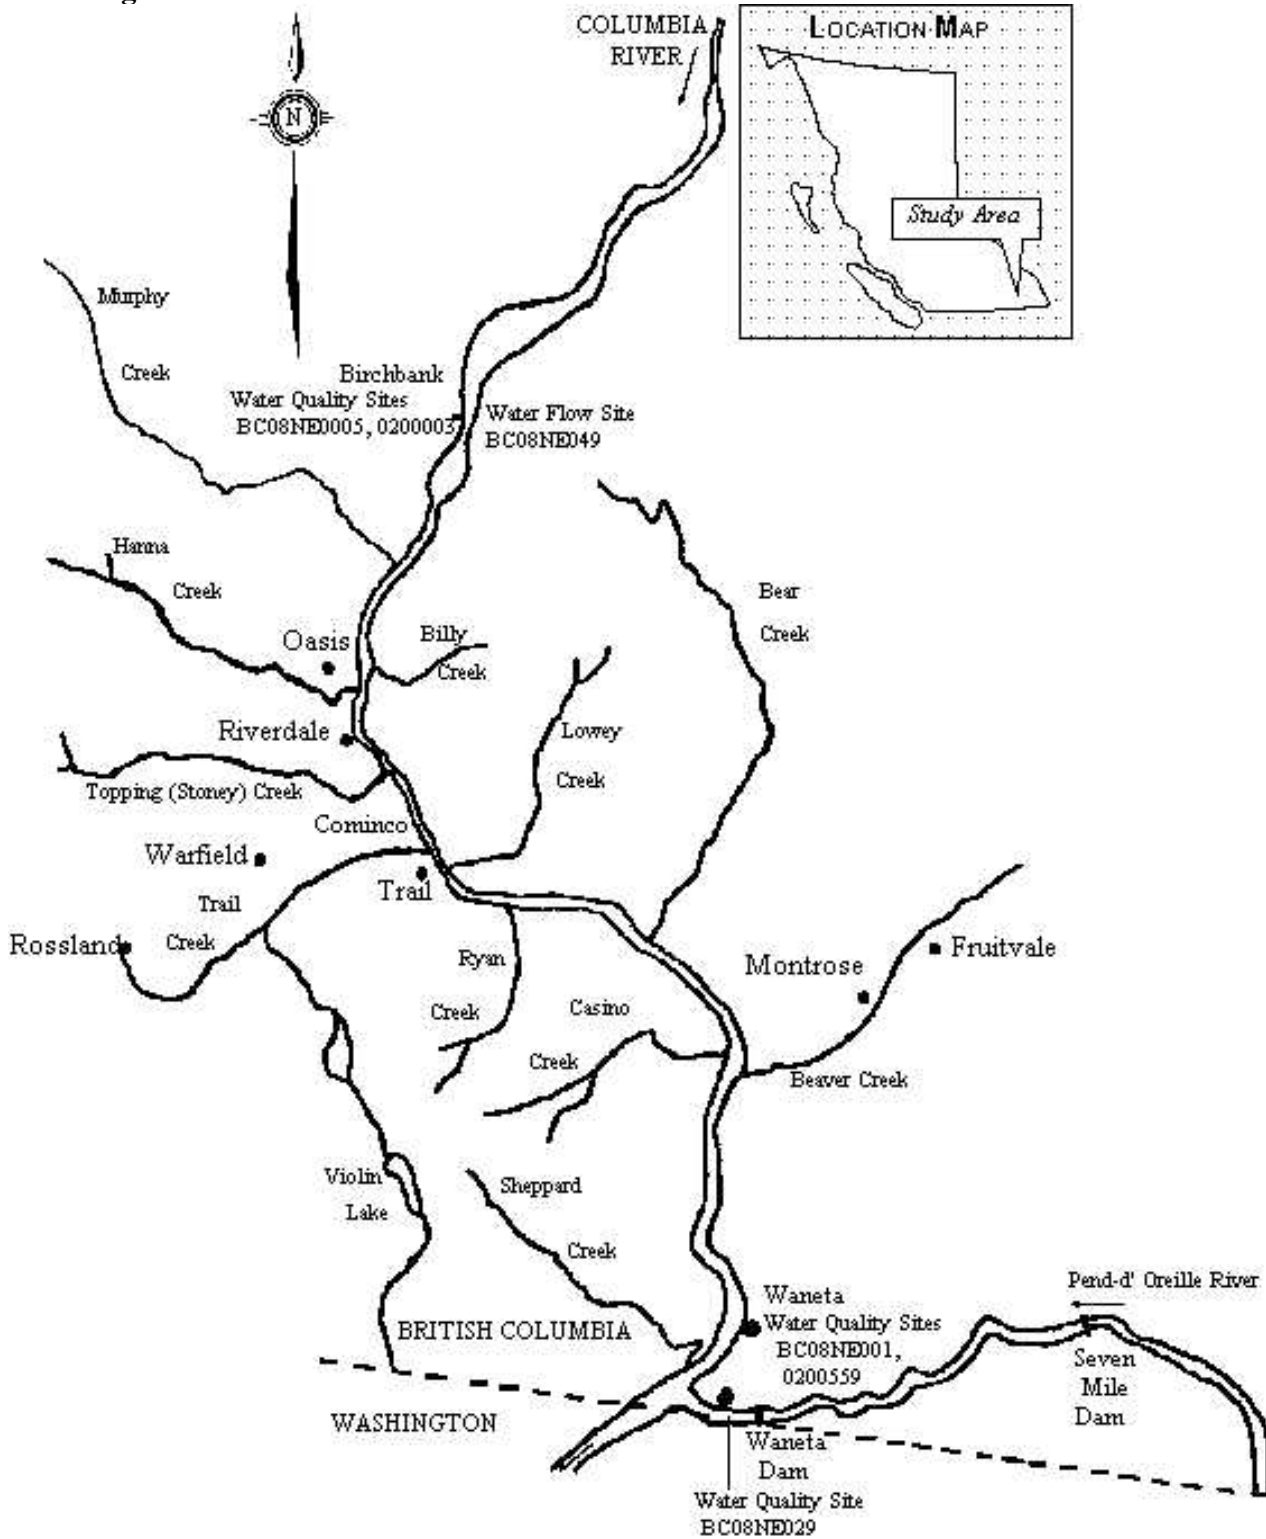 COLUMBIA
RIVER
LOCATION MAP
N
Study Area
Murphy
Creek
Birchbank
Water Quality Sites
BC08NE0005, 0200003
Water Flow Site
BC08NE049
Hanna
Creek
Bear
Creek
Oasis
Billy
Creek
Riverdale
Lowey
Creek
Topping (Stoney) Creek
Cominco
Warfield
Trail
Trail
Creek
Rossland
Ryan
Creek
Montrose
Fruitvale
Casino
Creek
Beaver Creek
Violin
Lake
Sheppard
Creek
Pend-d' Oreille River
Waneta
Water Quality Sites
BC08NE001,
0200559
BRITISH COLUMBIA
Seven
Mile
Dam
WASHINGTON
Waneta
Dam
Water Quality Site
BC08NE029